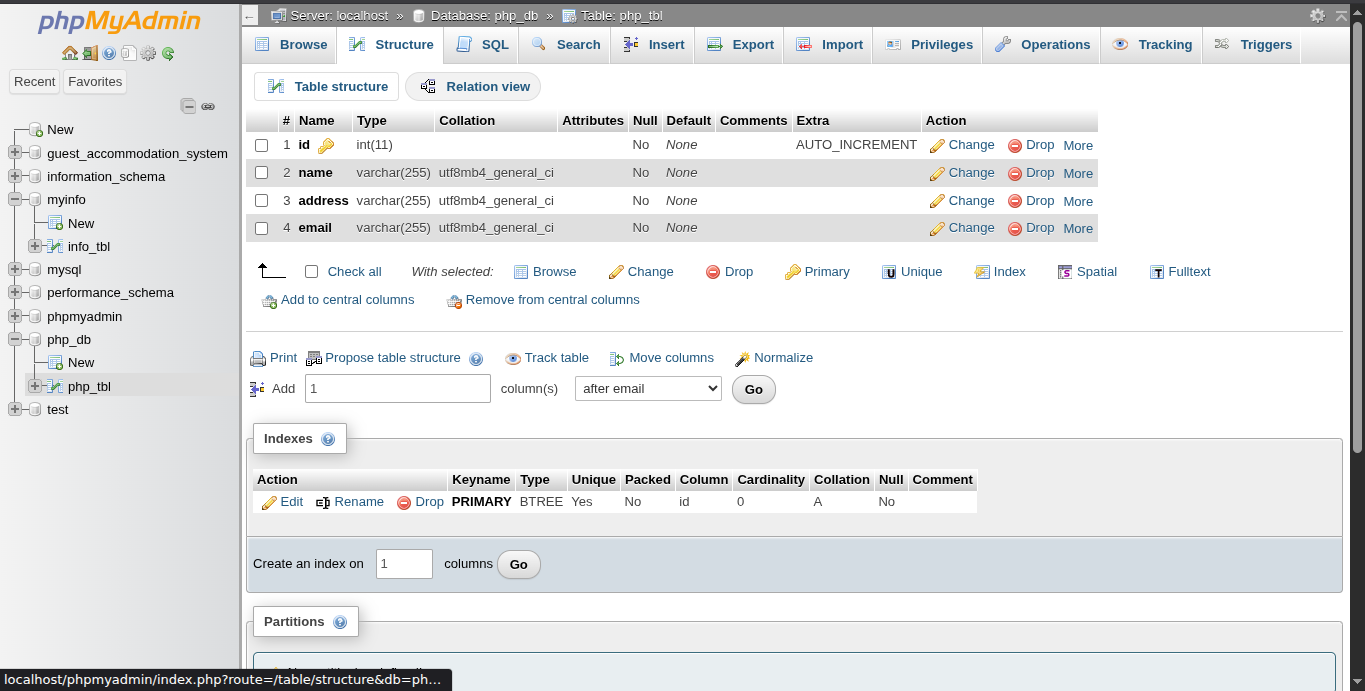 phpMyAdmin
Recent Favorites
New
guest_accommodation_system
information_schema
myinfo
New
info_tbl
mysql
performance_schema
phpmyadmin
php_db
New
php_tbl
test
← Server: localhost » Database: php_db » Table: php_tbl
Browse Structure SQL Search Insert Export Import Privileges Operations Tracking Triggers
Table structure Relation view
# Name Type Collation Attributes Null Default Comments Extra Action
1 id int(11) No None AUTO_INCREMENT Change Drop More
2 name varchar(255) utf8mb4_general_ci No None Change Drop More
3 address varchar(255) utf8mb4_general_ci No None Change Drop More
4 email varchar(255) utf8mb4_general_ci No None Change Drop More
Check all With selected: Browse Change Drop Primary Unique Index Spatial Fulltext
Add to central columns Remove from central columns
Print Propose table structure Track table Move columns Normalize
Add 1 column(s) after email Go
Indexes
Action Keyname Type Unique Packed Column Cardinality Collation Null Comment
Edit Rename Drop PRIMARY BTREE Yes No id 0 A No
Create an index on 1 columns Go
Partitions
localhost/phpmyadmin/index.php?route=/table/structure&db=ph...